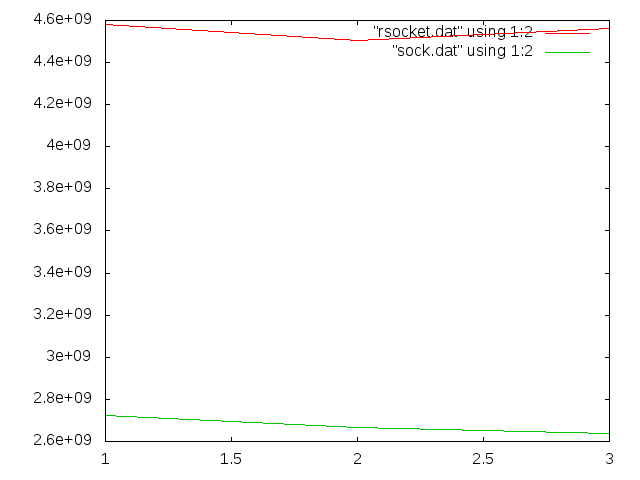 4.6e+09
"rsocket.dat" using 1:2
"sock.dat" using 1:2
4.4e+09
4.2e+09
4e+09
3.8e+09
3.6e+09
3.4e+09
3.2e+09
3e+09
2.8e+09
2.6e+09
1 1.5 2 2.5 3